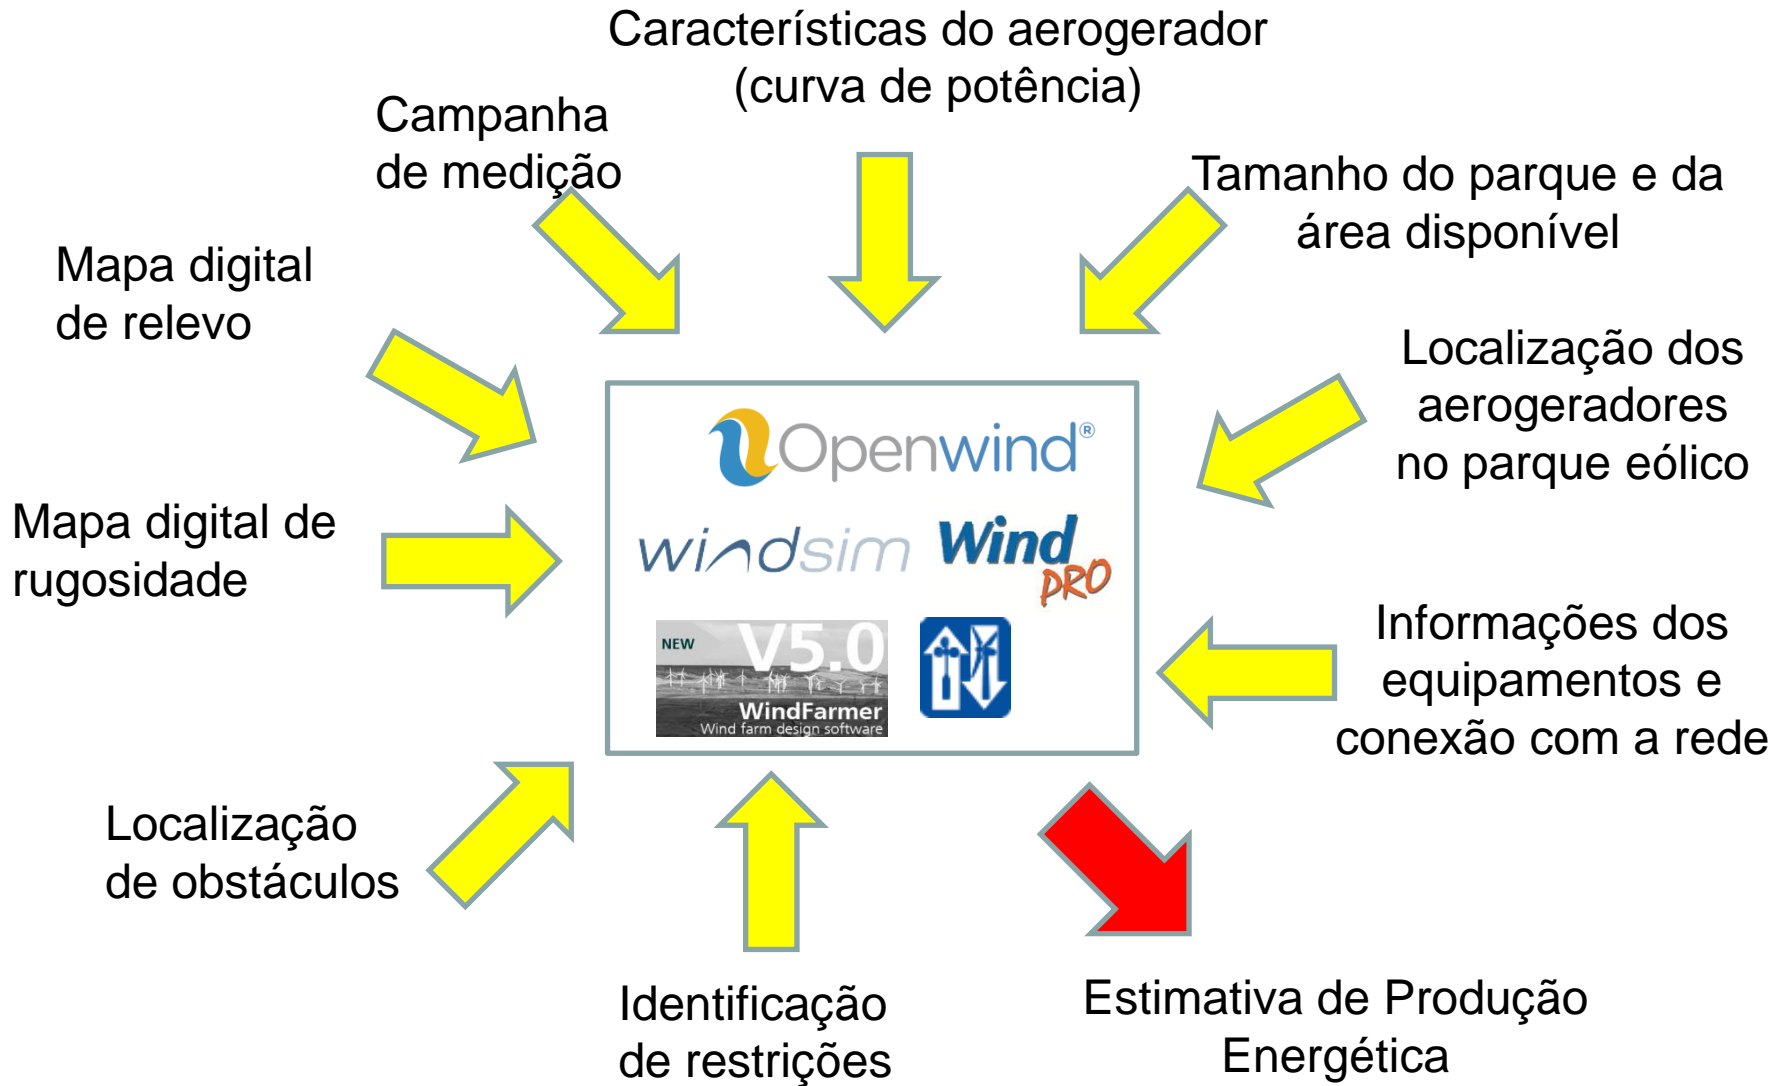 Características do aerogerador
(curva de potência)
Campanha
de medição
Tamanho do parque e da
área disponível
Mapa digital
de relevo
Localização dos
aerogeradores
no parque eólico
Openwind®
Mapa digital de
rugosidade
windsim
Wind
PRO
Informações dos
equipamentos e
conexão com a rede
NEW
V5.0
WindFarmer
Wind farm design software
Localização
de obstáculos
Identificação
de restrições
Estimativa de Produção
Energética